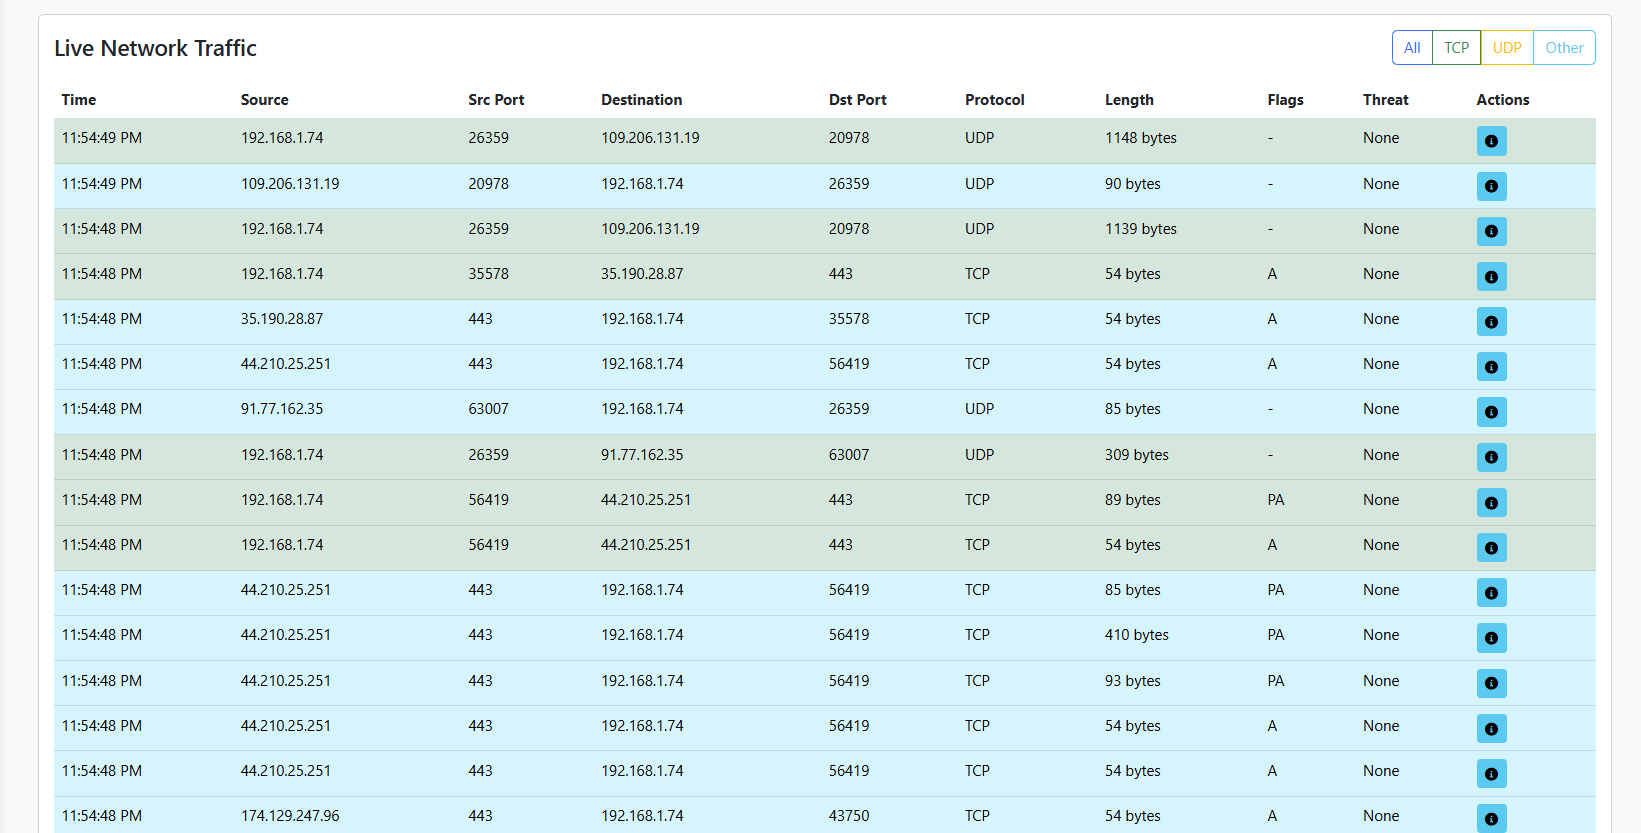 Live Network Traffic
All TCP UDP Other
Time Source Src Port Destination Dst Port Protocol Length Flags Threat Actions
11:54:49 PM 192.168.1.74 26359 109.206.131.19 20978 UDP 1148 bytes - None
11:54:49 PM 109.206.131.19 20978 192.168.1.74 26359 UDP 90 bytes - None
11:54:48 PM 192.168.1.74 26359 109.206.131.19 20978 UDP 1139 bytes - None
11:54:48 PM 192.168.1.74 35578 35.190.28.87 443 TCP 54 bytes A None
11:54:48 PM 35.190.28.87 443 192.168.1.74 35578 TCP 54 bytes A None
11:54:48 PM 44.210.25.251 443 192.168.1.74 56419 TCP 54 bytes A None
11:54:48 PM 91.77.162.35 63007 192.168.1.74 26359 UDP 85 bytes - None
11:54:48 PM 192.168.1.74 26359 91.77.162.35 63007 UDP 309 bytes - None
11:54:48 PM 192.168.1.74 56419 44.210.25.251 443 TCP 89 bytes PA None
11:54:48 PM 192.168.1.74 56419 44.210.25.251 443 TCP 54 bytes A None
11:54:48 PM 44.210.25.251 443 192.168.1.74 56419 TCP 85 bytes PA None
11:54:48 PM 44.210.25.251 443 192.168.1.74 56419 TCP 410 bytes PA None
11:54:48 PM 44.210.25.251 443 192.168.1.74 56419 TCP 93 bytes PA None
11:54:48 PM 44.210.25.251 443 192.168.1.74 56419 TCP 54 bytes A None
11:54:48 PM 44.210.25.251 443 192.168.1.74 56419 TCP 54 bytes A None
11:54:48 PM 174.129.247.96 443 192.168.1.74 43750 TCP 54 bytes A None